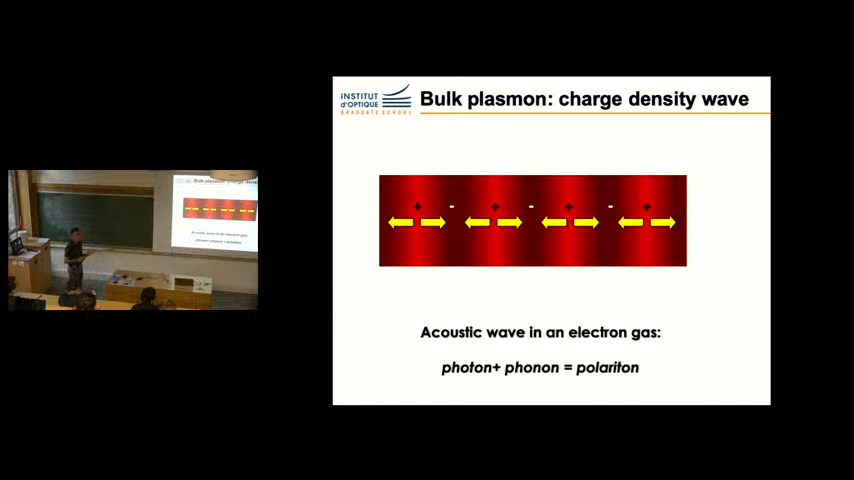 INSTITUT
d'OPTIQUE
GRADUATE SCHOOL
Bulk plasmon: charge density wave
+ - + - + - +
Acoustic wave in an electron gas:
photon+ phonon = polariton